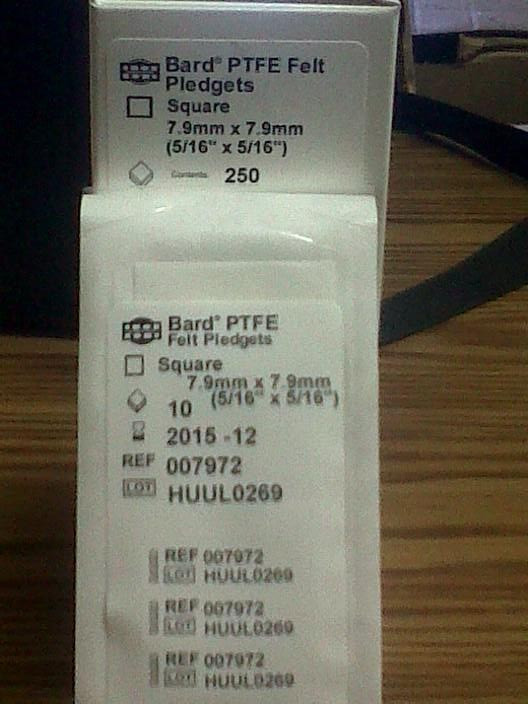 Bard® PTFE Felt
Pledgets
Square
7.9mm x 7.9mm
(5/16" x 5/16")
Contents 250
Bard® PTFE
Felt Pledgets
Square
7.9mm x 7.9mm
(5/16" x 5/16")
10
2015-12
REF 007972
LOT HUUL0269
REF 007972
LOT HUUL0269
REF 007972
LOT HUUL0269
REF 007972
LOT HUUL0269